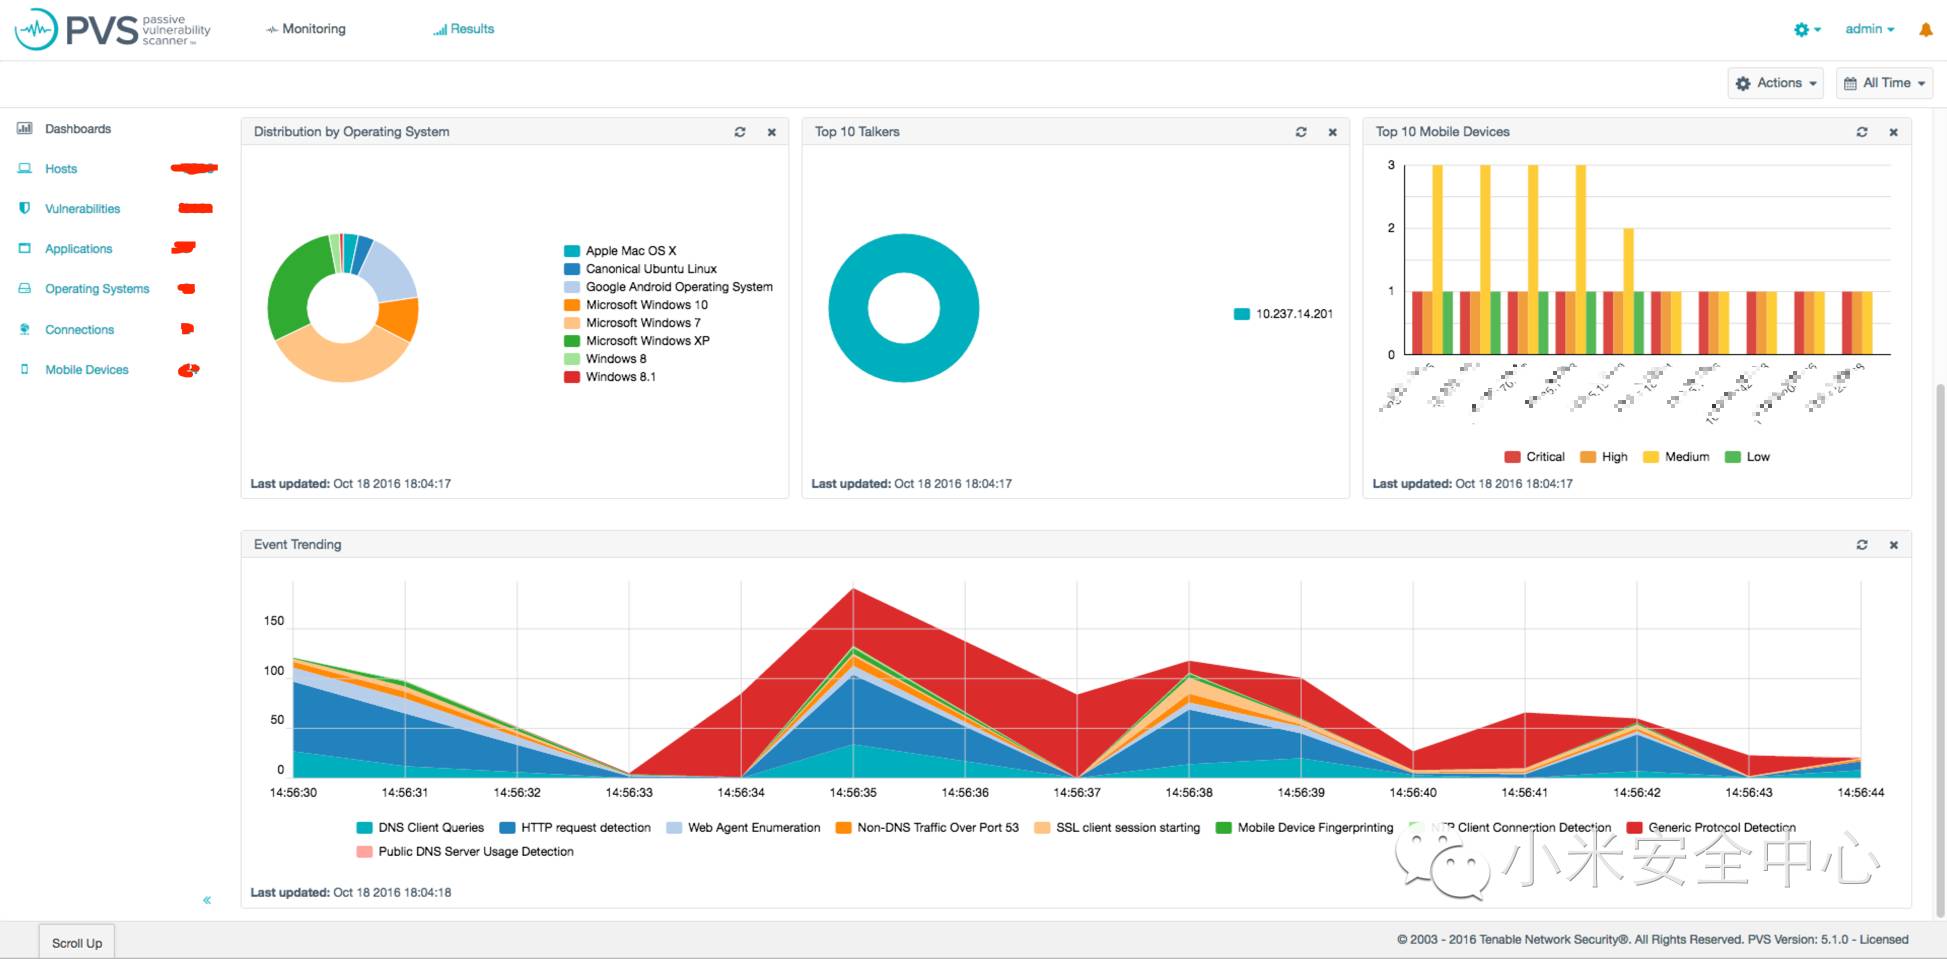 PVS passive vulnerability scanner™
Monitoring
Results
admin
Actions
All Time
Dashboards
Hosts
Vulnerabilities
Applications
Operating Systems
Connections
Mobile Devices
Distribution by Operating System
Apple Mac OS X
Canonical Ubuntu Linux
Google Android Operating System
Microsoft Windows 10
Microsoft Windows 7
Microsoft Windows XP
Windows 8
Windows 8.1
Last updated: Oct 18 2016 18:04:17
Top 10 Talkers
10.237.14.201
Last updated: Oct 18 2016 18:04:17
Top 10 Mobile Devices
3
2
1
0
Critical High Medium Low
Last updated: Oct 18 2016 18:04:17
Event Trending
150
100
50
0
14:56:30 14:56:31 14:56:32 14:56:33 14:56:34 14:56:35 14:56:36 14:56:37 14:56:38 14:56:39 14:56:40 14:56:41 14:56:42 14:56:43 14:56:44
DNS Client Queries HTTP request detection Web Agent Enumeration Non-DNS Traffic Over Port 53 SSL client session starting Mobile Device Fingerprinting NTP Client Connection Detection Generic Protocol Detection
Public DNS Server Usage Detection
小米安全中心
Last updated: Oct 18 2016 18:04:18
«
Scroll Up
© 2003 - 2016 Tenable Network Security®. All Rights Reserved. PVS Version: 5.1.0 - Licensed